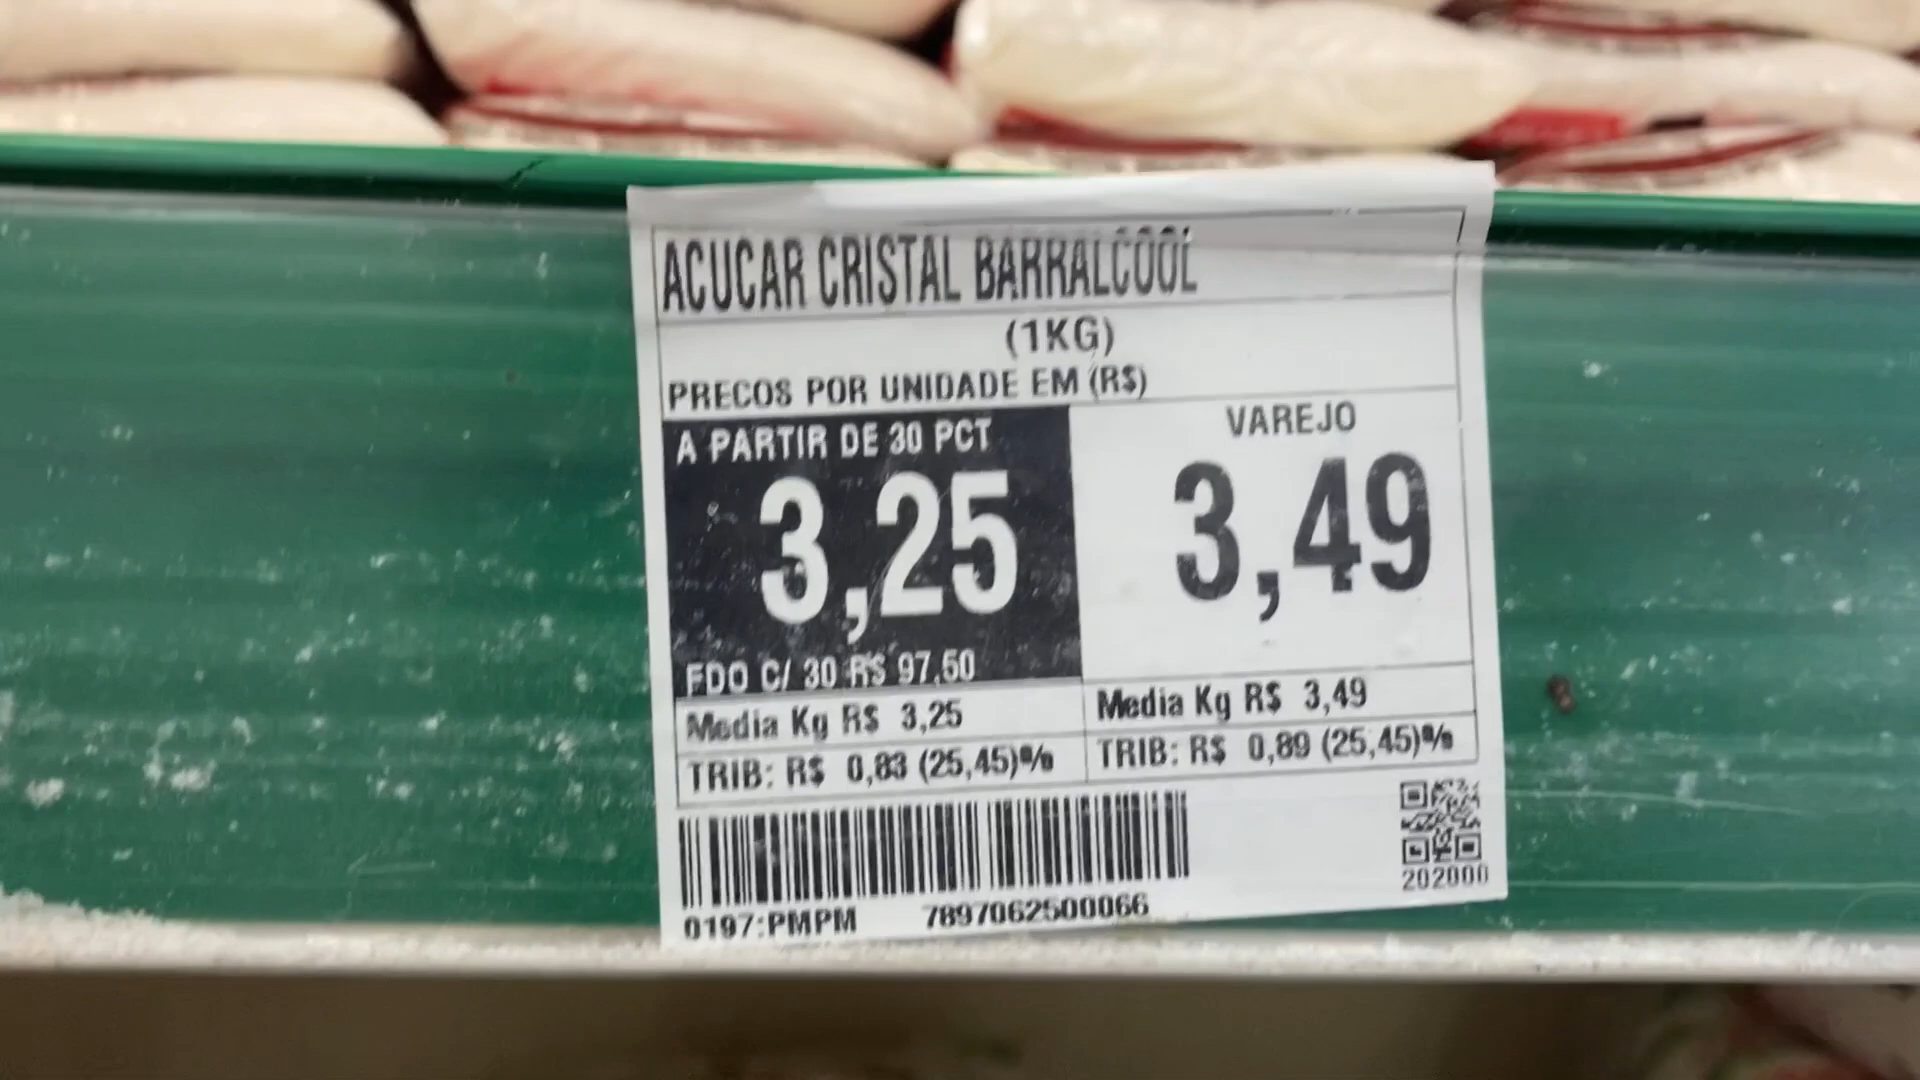 ACUCAR CRISTAL BARRALCOOL
(1KG)
PRECOS POR UNIDADE EM (R$)
A PARTIR DE 30 PCT
3,25
FDO C/ 30 R$ 97,50
Media Kg R$ 3,25
TRIB: R$ 0,83 (25,45)%
VAREJO
3,49
Media Kg R$ 3,49
TRIB: R$ 0,89 (25,45)%
0197:PMPM 7897062500066
202000